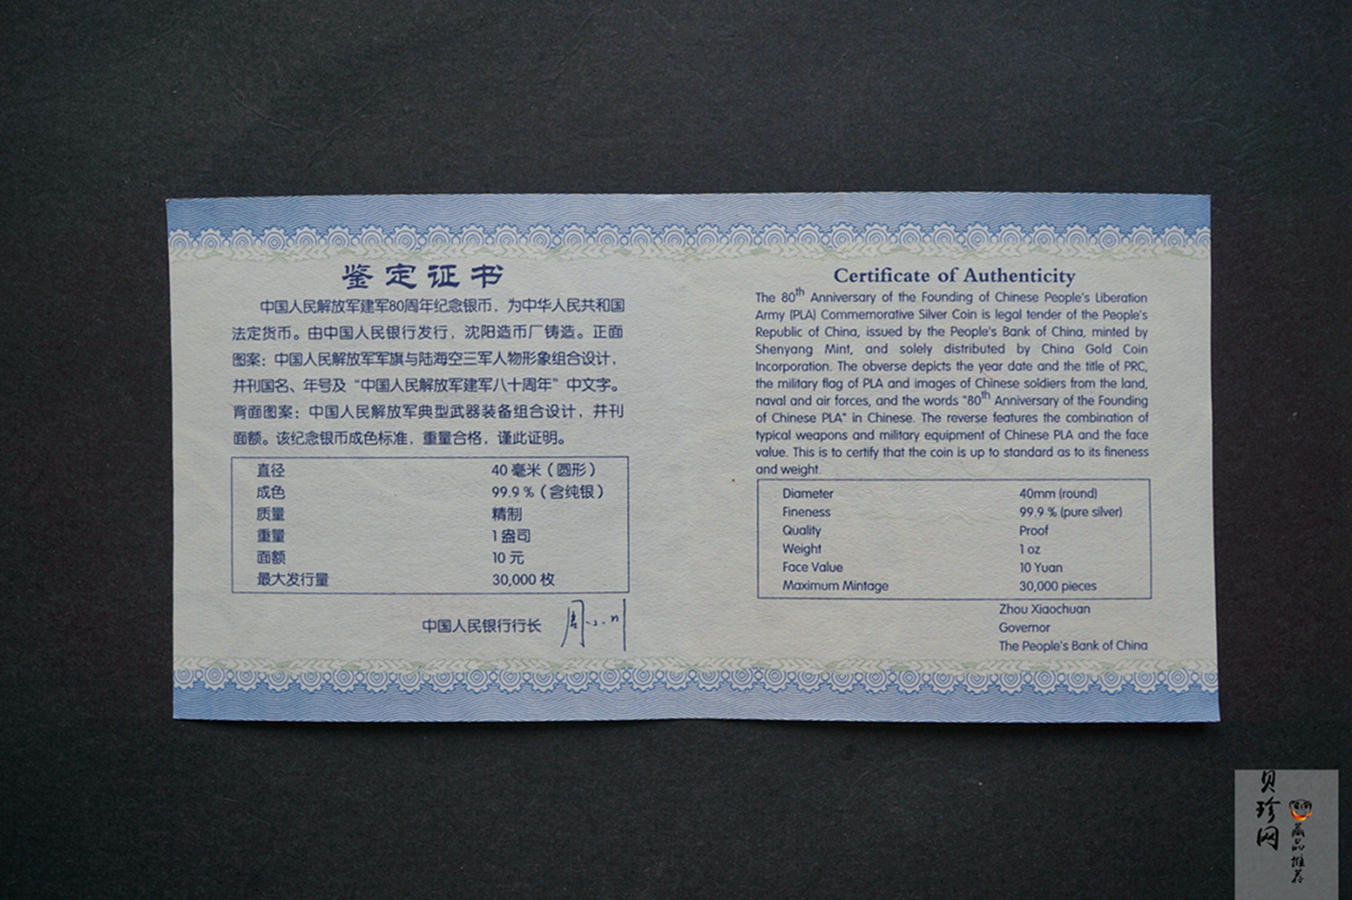 鉴定证书
中国人民解放军建军80周年纪念银币，为中华人民共和国
法定货币。由中国人民银行发行，沈阳造币厂铸造。正面
图案：中国人民解放军军旗与陆海空三军人物形象组合设计，
并刊国名、年号及“中国人民解放军建军八十周年”中文字。
背面图案：中国人民解放军典型武器装备组合设计，并刊
面额。该纪念银币成色标准，重量合格，谨此证明。
直径 40 毫米（圆形）
成色 99.9 %（含纯银）
质量 精制
重量 1 盎司
面额 10 元
最大发行量 30,000 枚
中国人民银行行长 周小川
Certificate of Authenticity
The 80th Anniversary of the Founding of Chinese People's Liberation
Army (PLA) Commemorative Silver Coin is legal tender of the People's
Republic of China, issued by the People's Bank of China, minted by
Shenyang Mint, and solely distributed by China Gold Coin
Incorporation. The obverse depicts the year date and the title of PRC,
the military flag of PLA and images of Chinese soldiers from the land,
naval and air forces, and the words "80th Anniversary of the Founding
of Chinese PLA" in Chinese. The reverse features the combination of
typical weapons and military equipment of Chinese PLA and the face
value. This is to certify that the coin is up to standard as to its fineness
and weight.
Diameter 40mm (round)
Fineness 99.9 % (pure silver)
Quality Proof
Weight 1 oz
Face Value 10 Yuan
Maximum Mintage 30,000 pieces
Zhou Xiaochuan
Governor
The People's Bank of China
贝珍网
藏品推荐